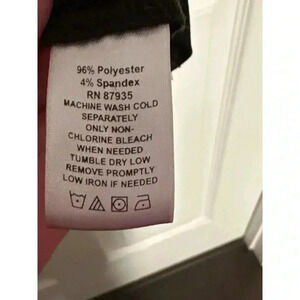 96% Polyester
4% Spandex
RN 87935
MACHINE WASH COLD
SEPARATELY
ONLY NON-
CHLORINE BLEACH
WHEN NEEDED
TUMBLE DRY LOW
REMOVE PROMPTLY
LOW IRON IF NEEDED